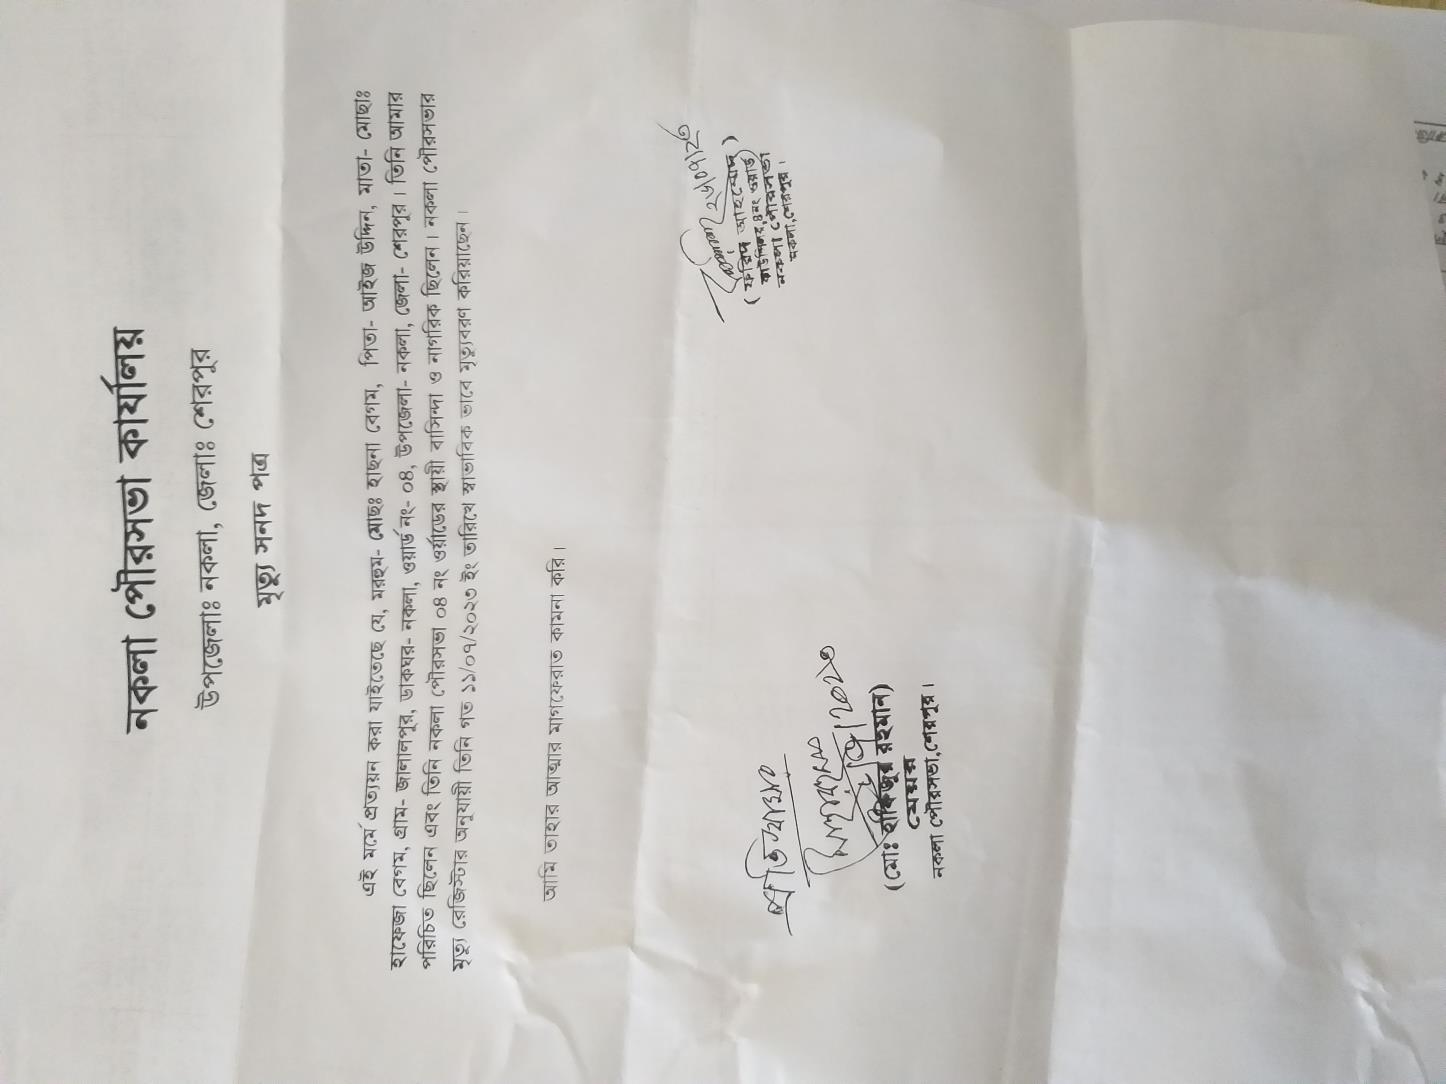 নকলা পৌরসভা কার্যালয়
উপজেলাঃ নকলা, জেলাঃ শেরপুর
মৃত্যু সনদ পত্র
এই মর্মে প্রত্যয়ন করা যাইতেছে যে, মরহুম- মোছঃ হাছনা বেগম, পিতা- আইজ উদ্দিন, মাতা- মোছাঃ
হাফেজা বেগম, গ্রাম- জালালপুর, ডাকঘর- নকলা, ওয়ার্ড নং- ০৪, উপজেলা- নকলা, জেলা- শেরপুর। তিনি আমার
পরিচিত ছিলেন এবং তিনি নকলা পৌরসভা ০৪ নং ওর্য়াডের স্থায়ী বাসিন্দা ও নাগরিক ছিলেন। নকলা পৌরসভার
মৃত্যু রেজিস্টার অনুযায়ী তিনি গত ১১/০৭/২০২৩ ইং তারিখে স্বাভাবিক ভাবে মৃত্যুবরণ করিয়াছেন।
আমি তাহার আত্মার মাগফেরাত কামনা করি।
(মোঃ হাফিজুর রহমান)
মেয়র
নকলা পৌরসভা,শেরপুর।
কাউন্সিলর, ৪নং ওয়ার্ড
নকলা পৌরসভা
নকলা,শেরপুর।